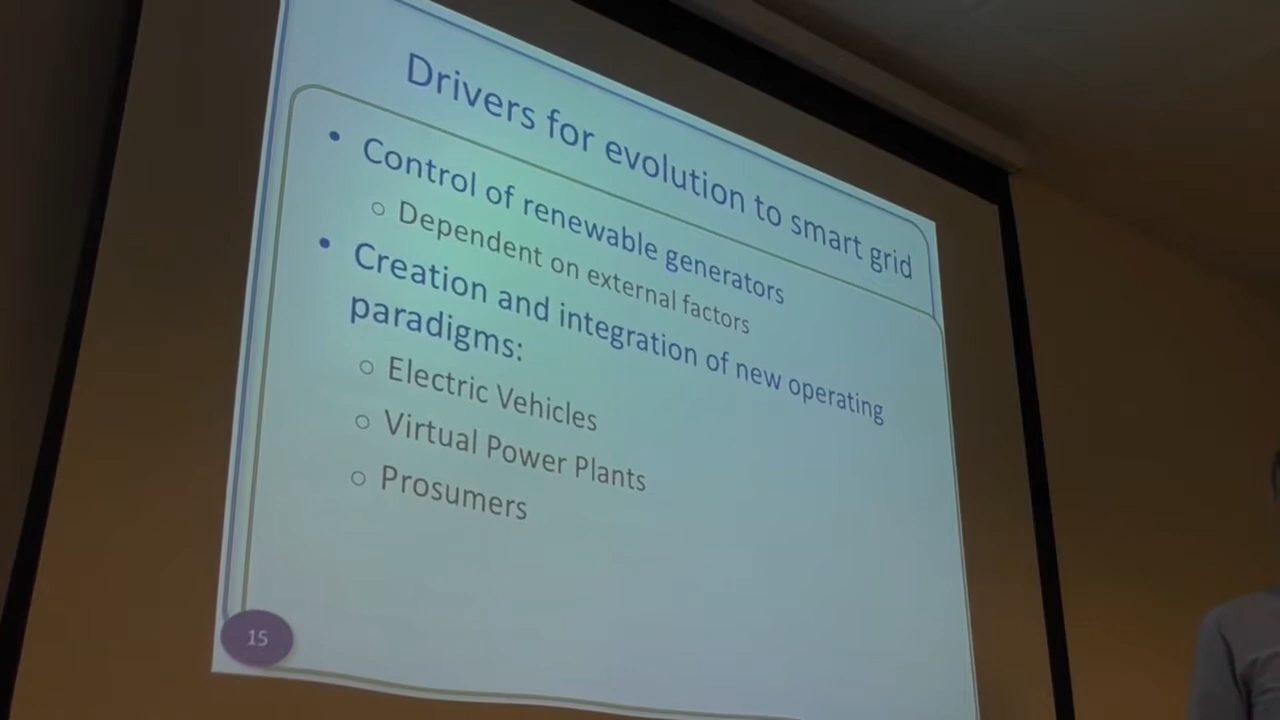 Drivers for evolution to smart grid
• Control of renewable generators
○ Dependent on external factors
• Creation and integration of new operating
paradigms:
○ Electric Vehicles
○ Virtual Power Plants
○ Prosumers
15